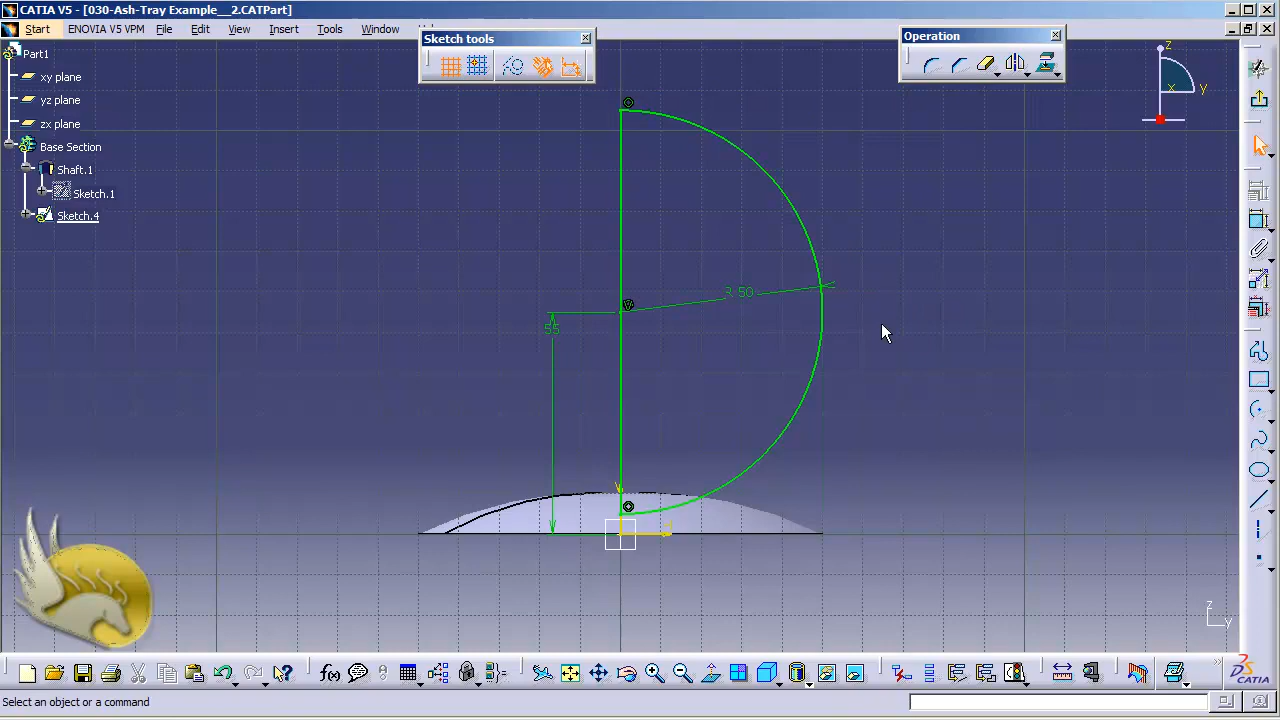 CATIA V5 - [030-Ash-Tray Example__2.CATPart]
Start ENOVIA V5 VPM File Edit View Insert Tools Window
Sketch tools
Operation
Part1
xy plane
yz plane
zx plane
Base Section
Shaft.1
Sketch.1
Sketch.4
z
x y
V
3.50
55
z
y
f(x)
CATIA
Select an object or a command